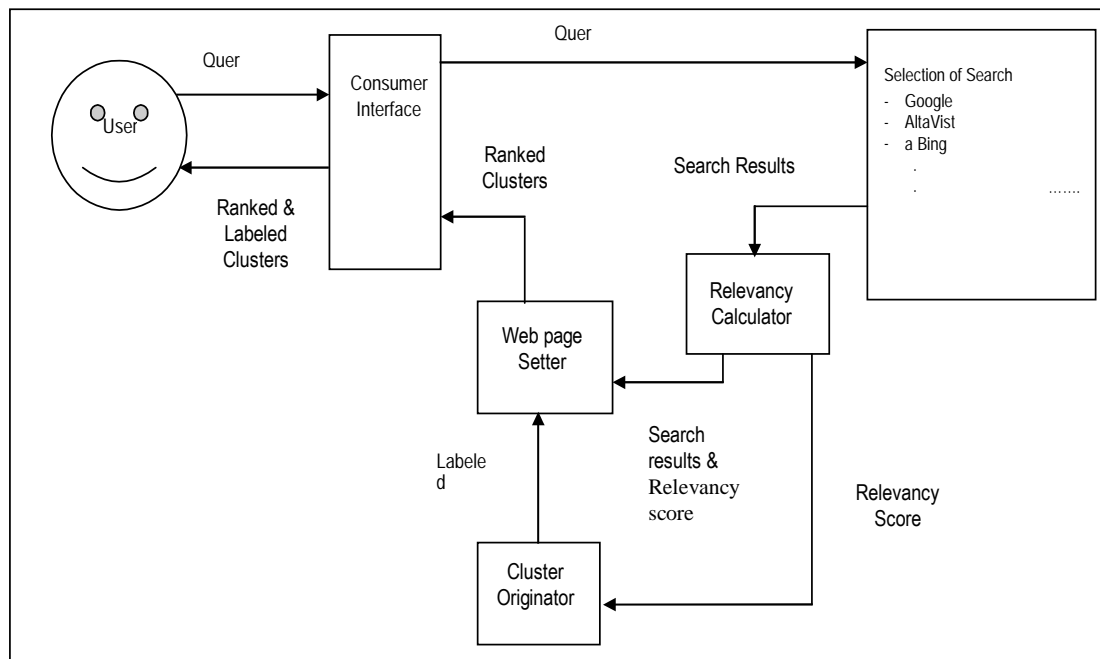 Quer
Quer
User
Consumer
Interface
Selection of Search
- Google
- AltaVist
- a Bing
.
. …….
Ranked
Clusters
Search Results
Ranked &
Labeled
Clusters
Relevancy
Calculator
Web page
Setter
Labele
d
Search
results &
Relevancy
score
Relevancy
Score
Cluster
Originator